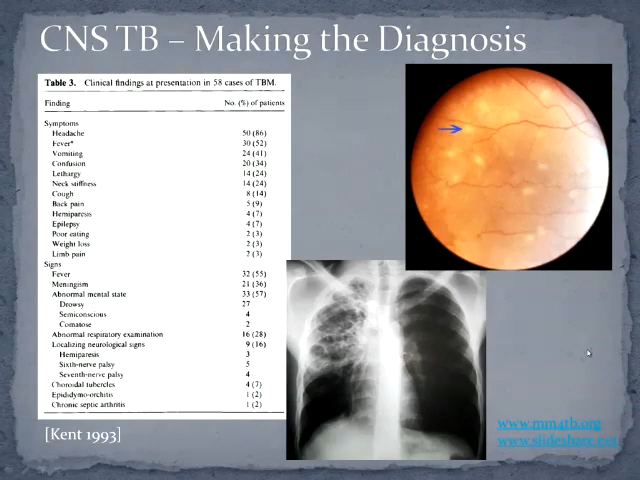 CNS TB – Making the Diagnosis
Table 3. Clinical findings at presentation in 58 cases of TBM.
Finding No. (%) of patients
Symptoms
Headache 50 (86)
Fever* 30 (52)
Vomiting 24 (41)
Confusion 20 (34)
Lethargy 14 (24)
Neck stiffness 14 (24)
Cough 8 (14)
Back pain 5 (9)
Hemiparesis 4 (7)
Epilepsy 4 (7)
Poor eating 2 (3)
Weight loss 2 (3)
Limb pain 2 (3)
Signs
Fever 32 (55)
Meningism 21 (36)
Abnormal mental state 33 (57)
Drowsy 27
Semiconscious 4
Comatose 2
Abnormal respiratory examination 16 (28)
Localizing neurological signs 9 (16)
Hemiparesis 3
Sixth-nerve palsy 5
Seventh-nerve palsy 4
Choroidal tubercles 4 (7)
Epididymo-orchitis 1 (2)
Chronic septic arthritis 1 (2)
[Kent 1993]
www.mm4tb.org
www.slideshare.net